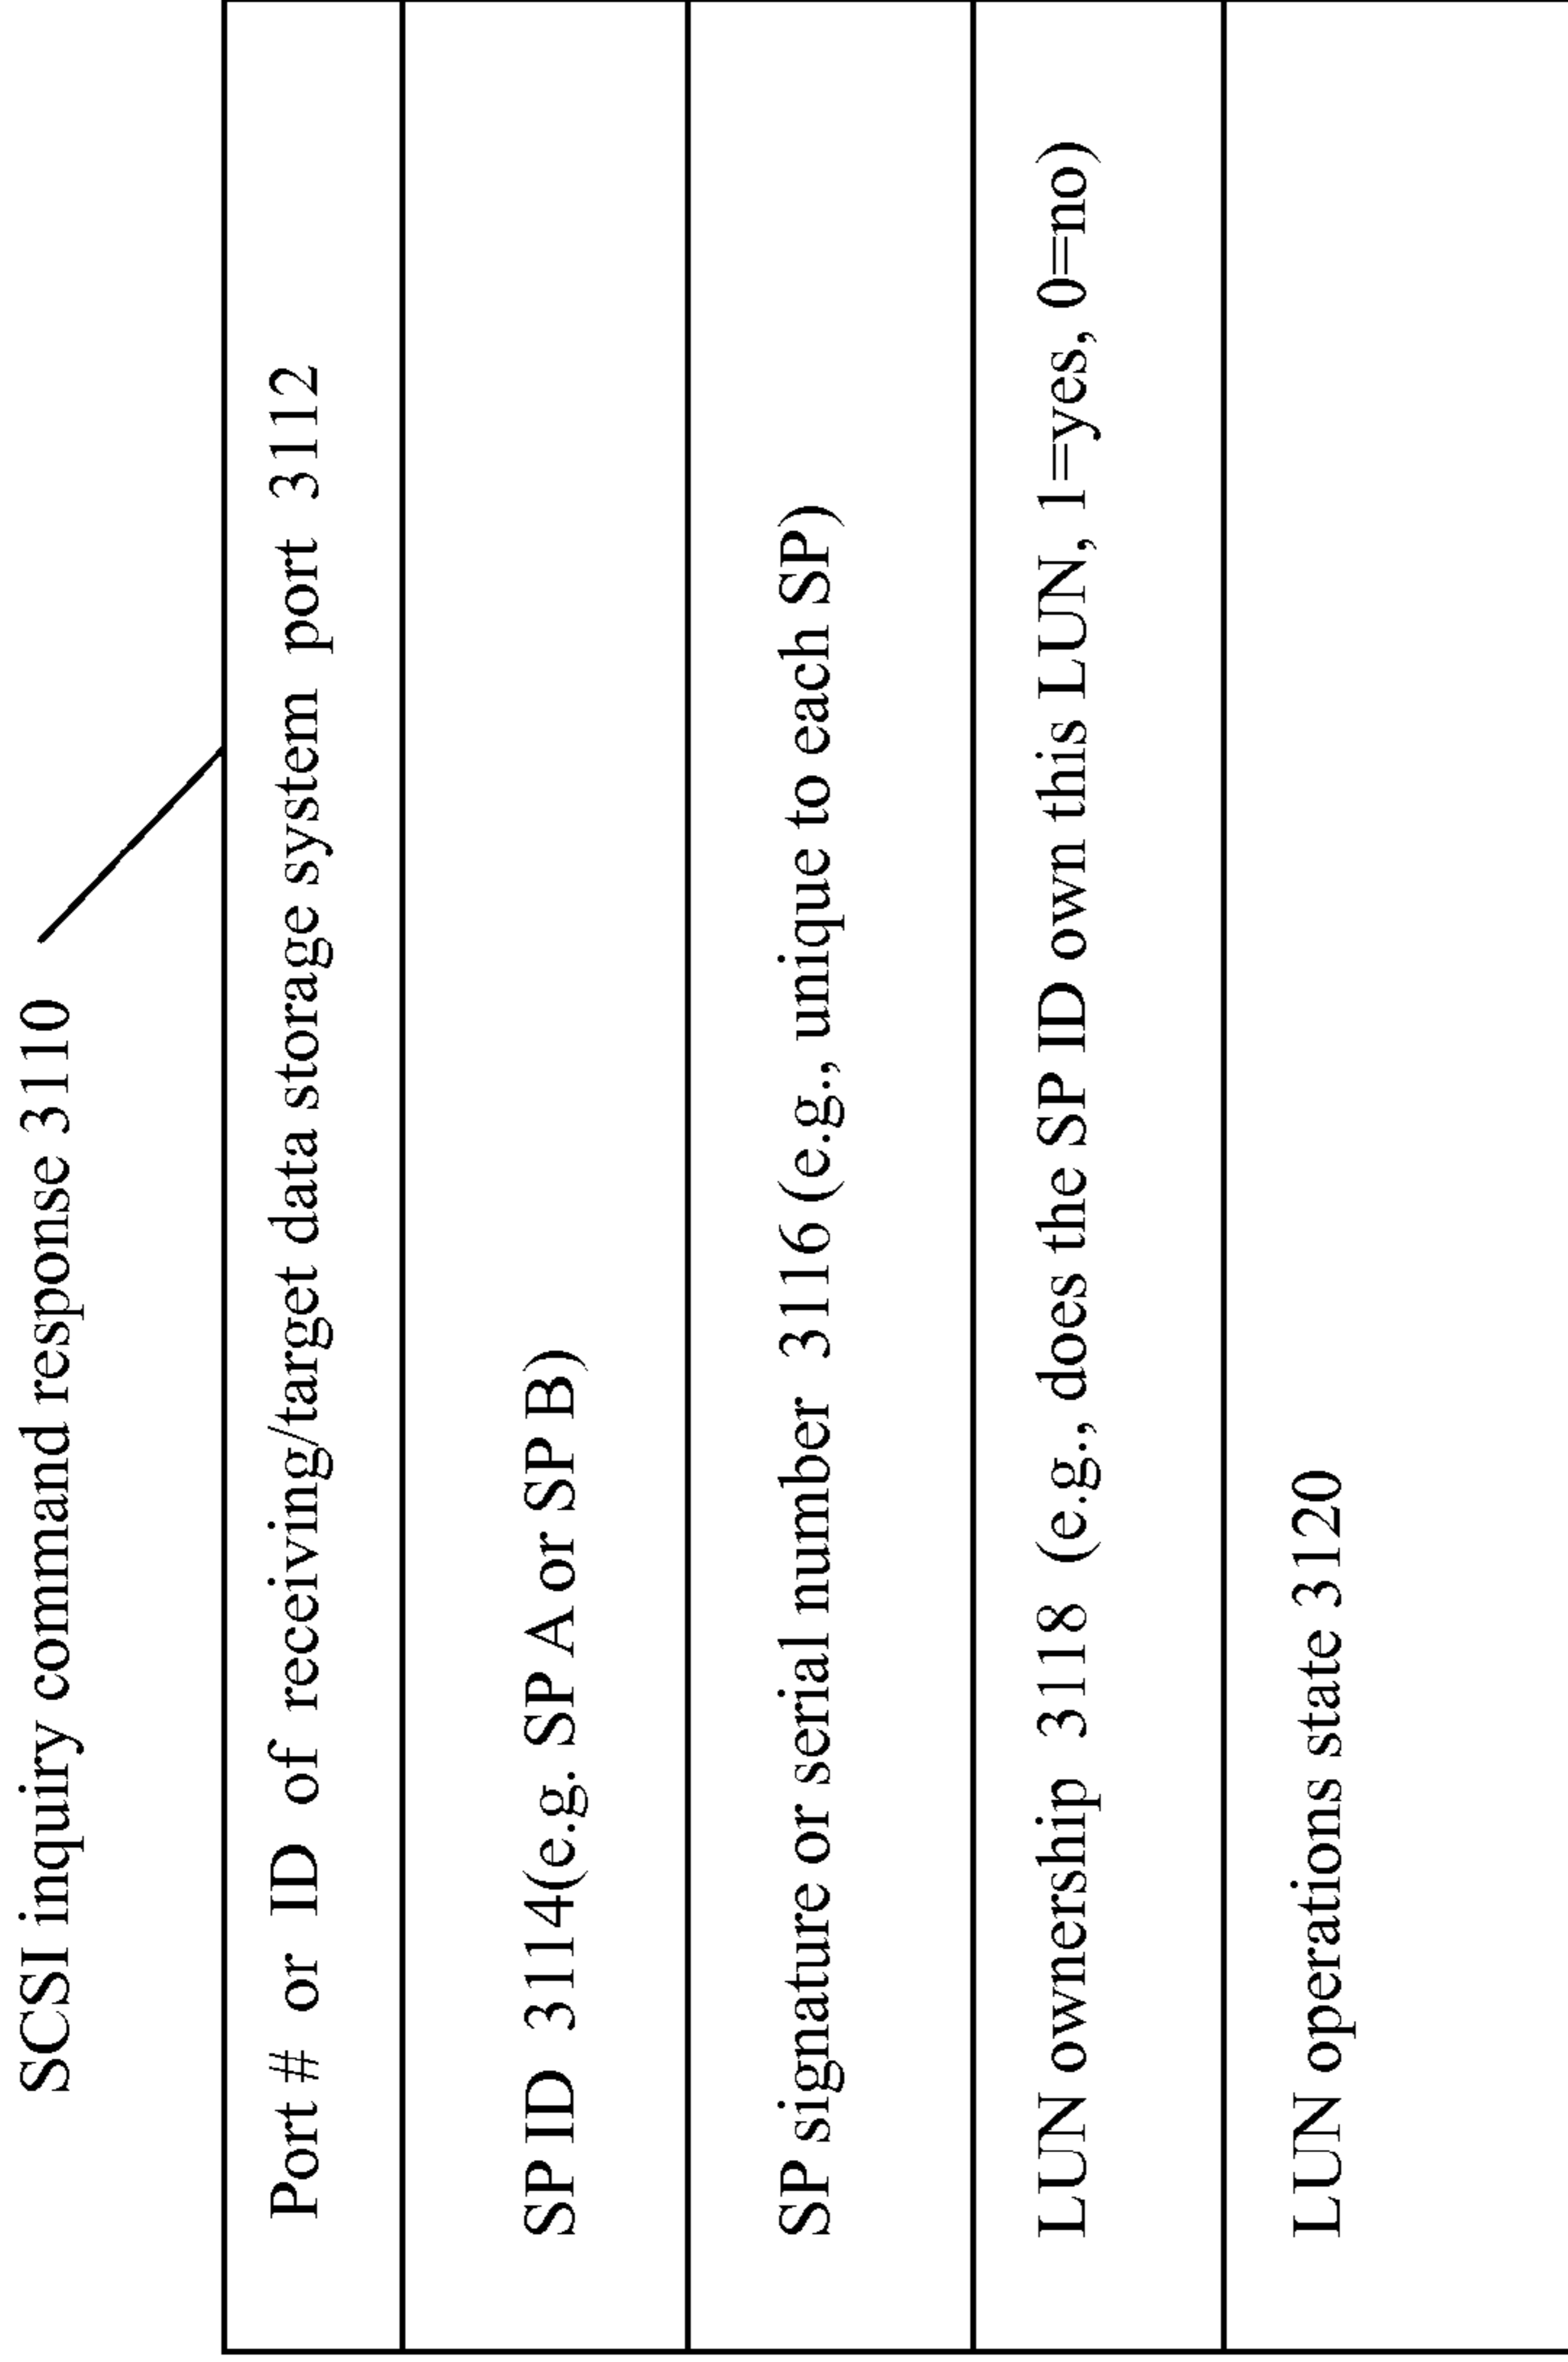 SCSI inquiry command response 3110
Port # or ID of receiving/target data storage system port 3112
SP ID 3114(e.g. SP A or SP B)
SP signature or serial number 3116 (e.g., unique to each SP)
LUN ownership 3118 (e.g., does the SP ID own this LUN, 1=yes, 0=no)
LUN operations state 3120